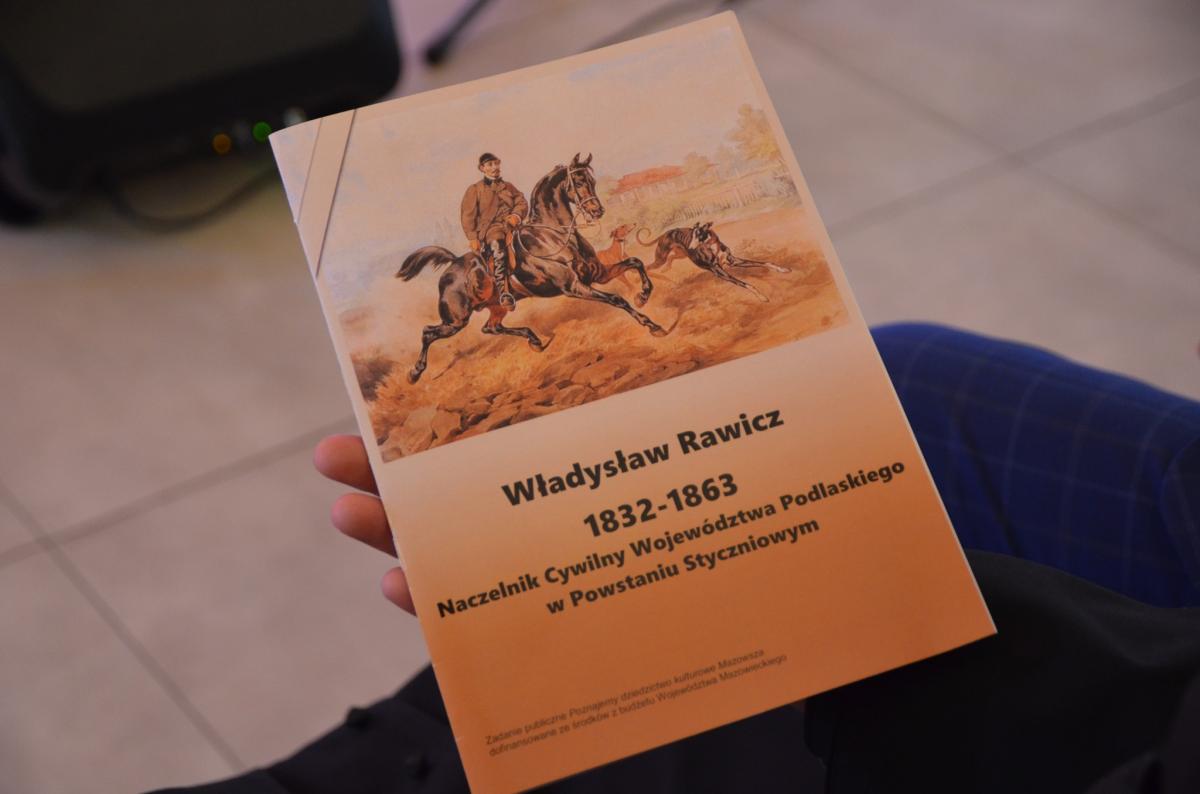 Władysław Rawicz
1832-1863
Naczelnik Cywilny Województwa Podlaskiego
w Powstaniu Styczniowym
Zadanie publiczne Poznajemy dziedzictwo kulturowe Mazowsza
dofinansowane ze środków z budżetu Województwa Mazowieckiego